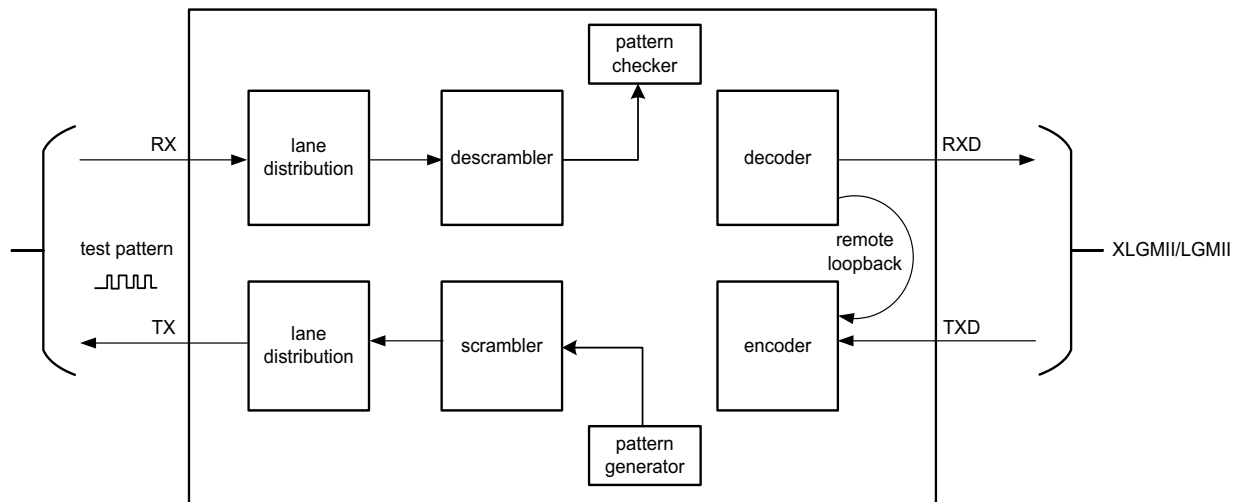 pattern
checker
RX
lane
distribution
descrambler
decoder
RXD
test pattern
remote
loopback
XLGMII/LGMII
TX
lane
distribution
scrambler
encoder
TXD
pattern
generator